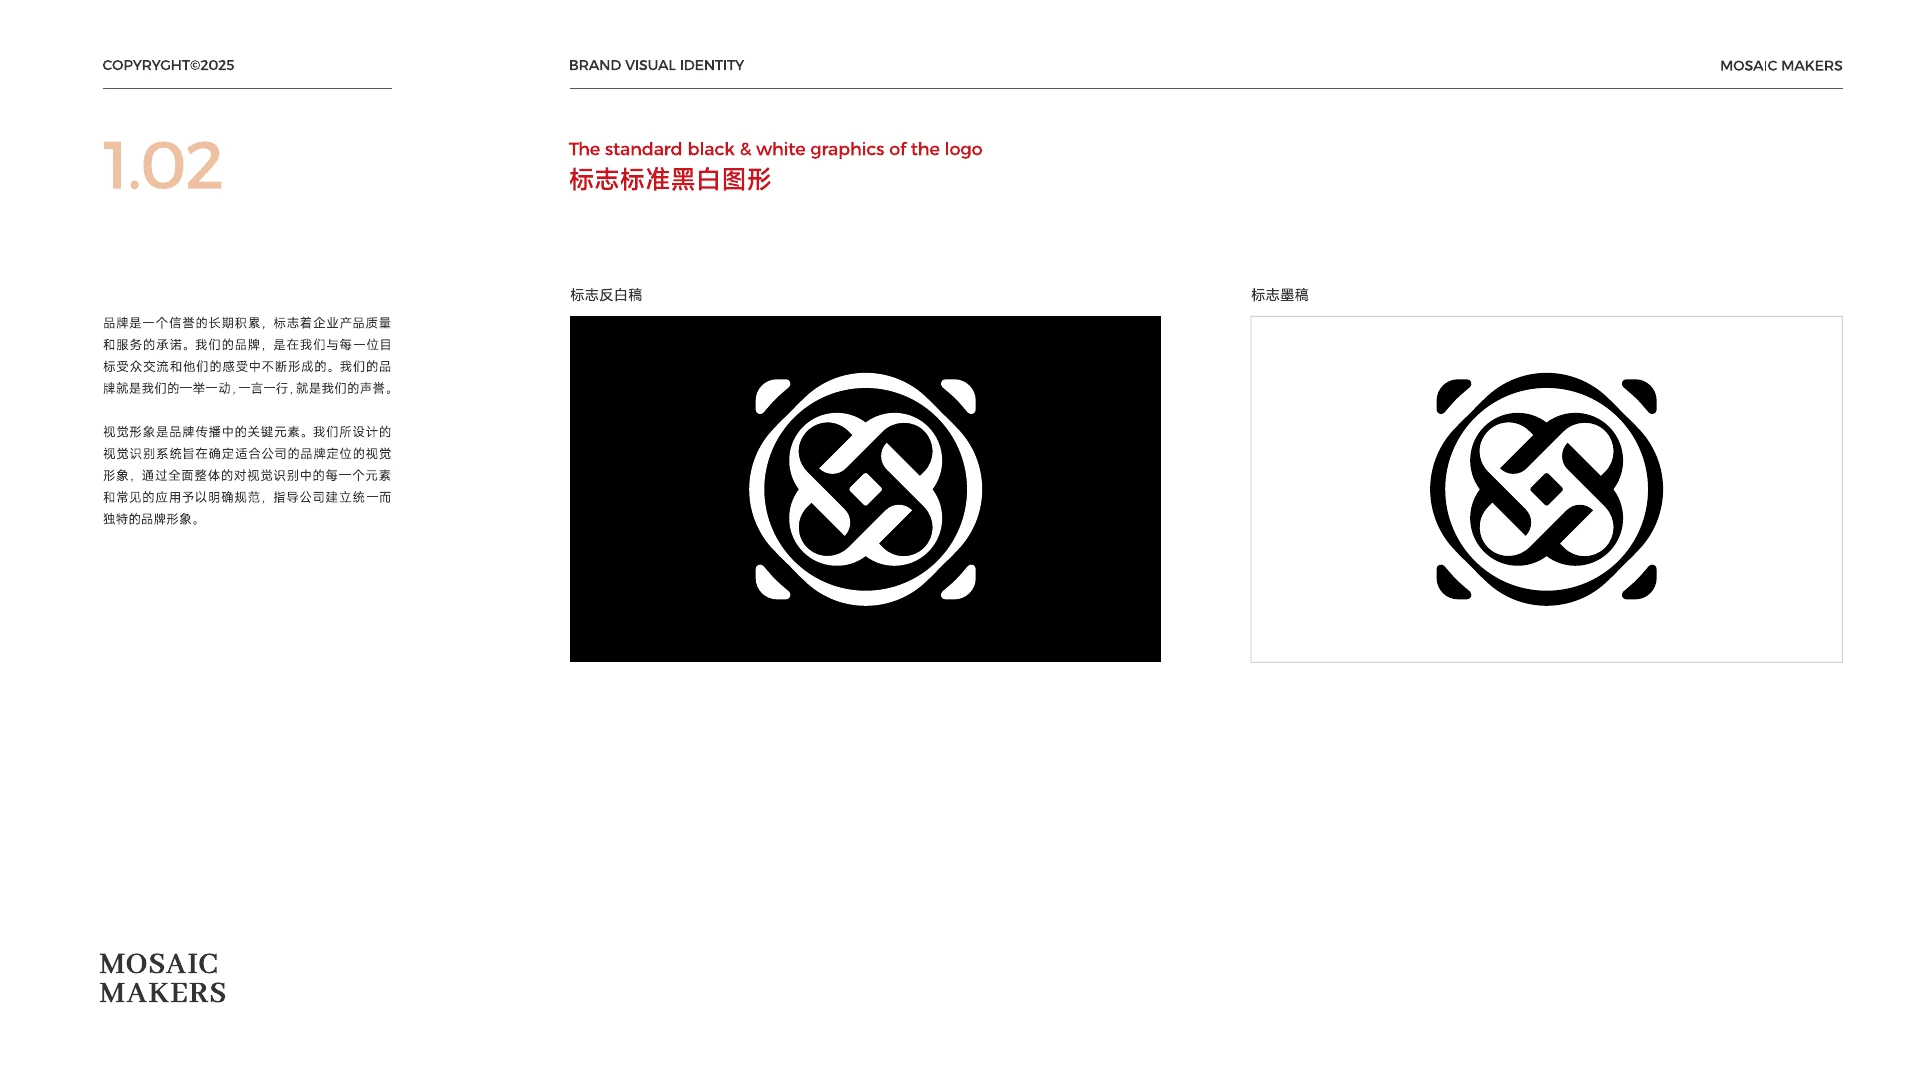 COPYRYGHT©2025
BRAND VISUAL IDENTITY
MOSAIC MAKERS
1.02
The standard black & white graphics of the logo
标志标准黑白图形
品牌是一个信誉的长期积累，标志着企业产品质量
和服务的承诺。我们的品牌，是在我们与每一位目
标受众交流和他们的感受中不断形成的。我们的品
牌就是我们的一举一动,一言一行,就是我们的声誉。
视觉形象是品牌传播中的关键元素。我们所设计的
视觉识别系统旨在确定适合公司的品牌定位的视觉
形象，通过全面整体的对视觉识别中的每一个元素
和常见的应用予以明确规范，指导公司建立统一而
独特的品牌形象。
标志反白稿
标志墨稿
MOSAIC
MAKERS